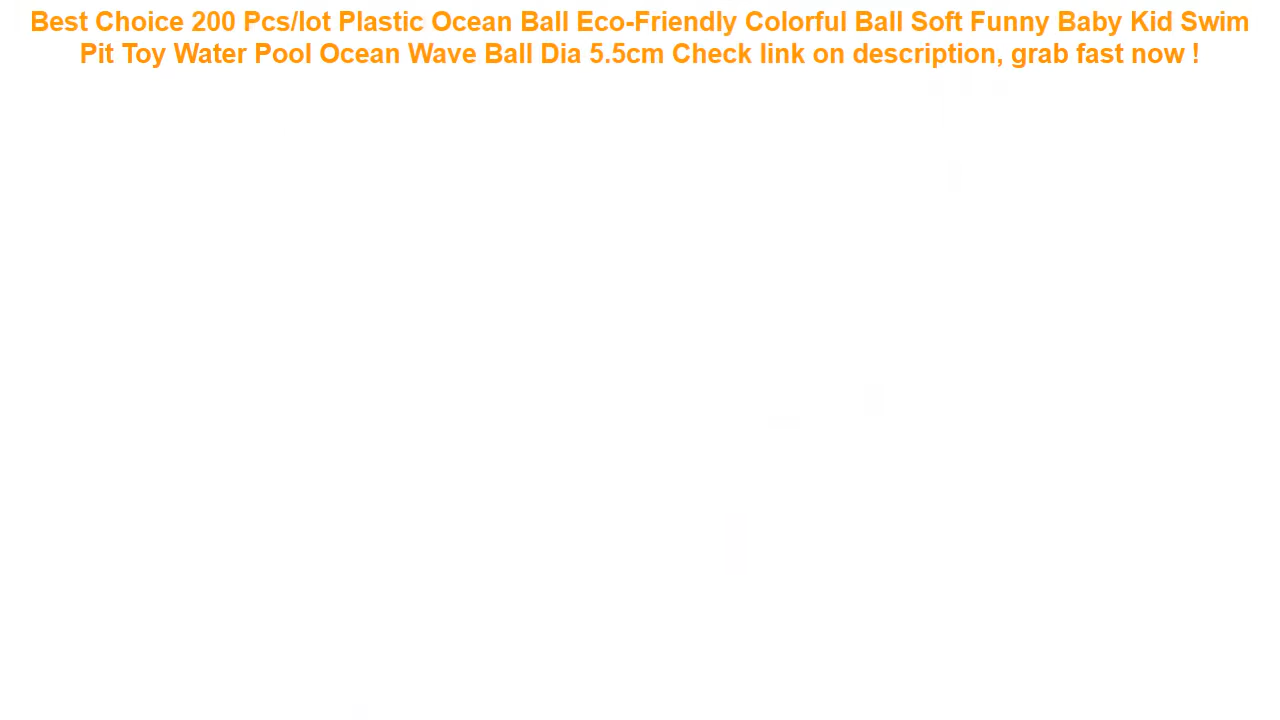 Best Choice 200 Pcs/lot Plastic Ocean Ball Eco-Friendly Colorful Ball Soft Funny Baby Kid Swim
Pit Toy Water Pool Ocean Wave Ball Dia 5.5cm Check link on description, grab fast now !